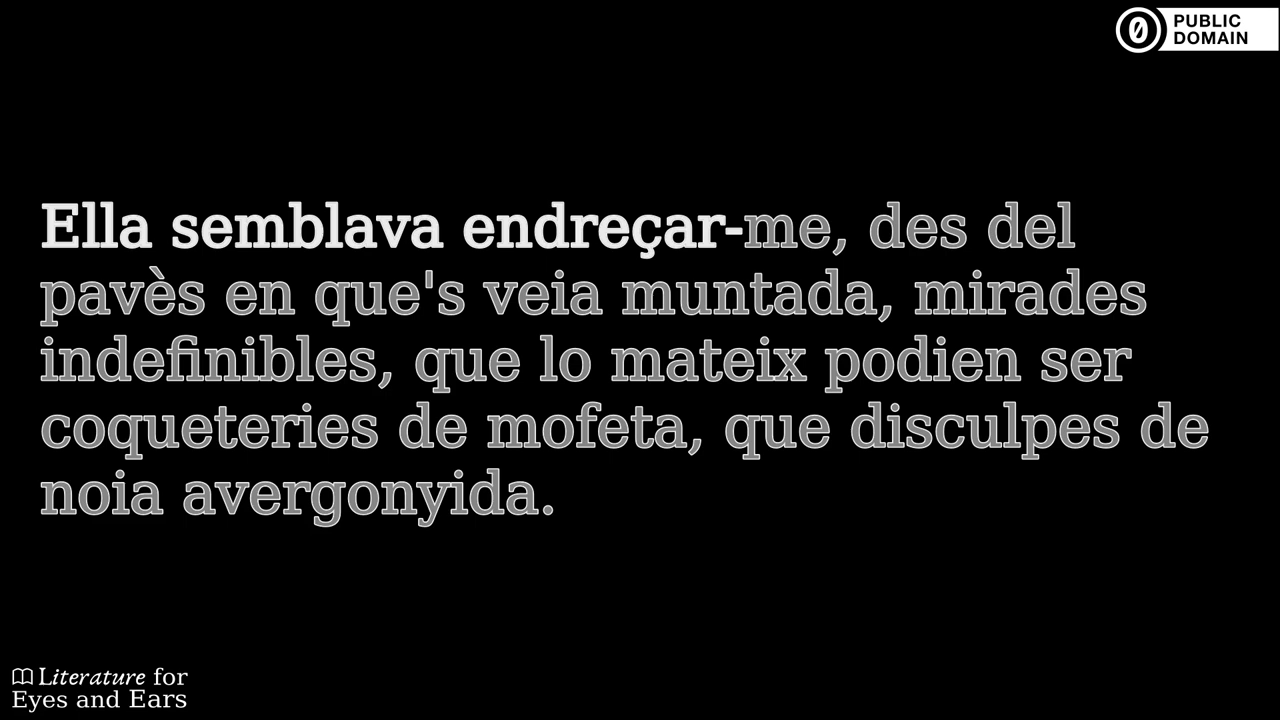 PUBLIC
DOMAIN
Ella semblava endreçar-me, des del
pavès en que's veia muntada, mirades
indefinibles, que lo mateix podien ser
coqueteries de mofeta, que disculpes de
noia avergonyida.
Literature for
Eyes and Ears